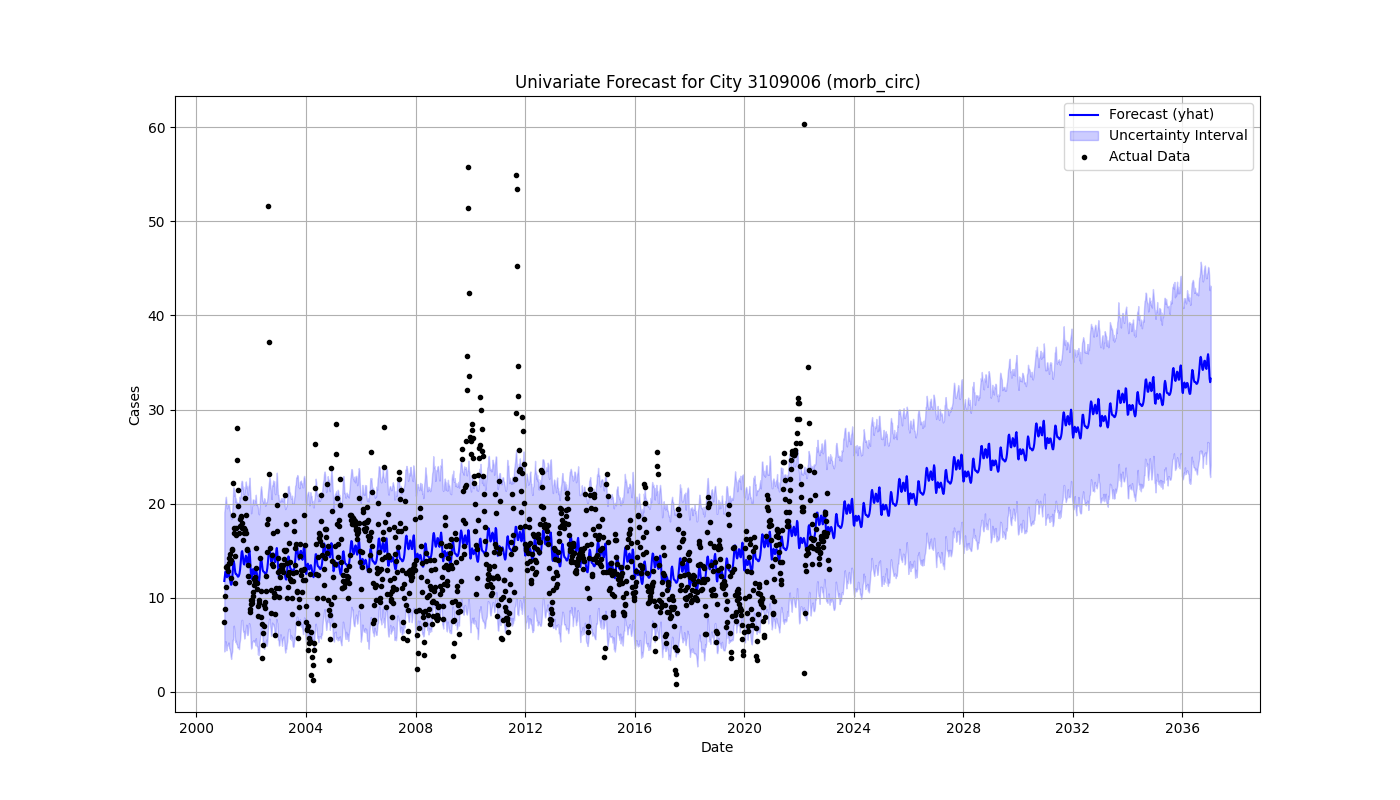 Univariate Forecast for City 3109006 (morb_circ)
Forecast (yhat)
Uncertainty Interval
Actual Data
Cases
60
50
40
30
20
10
0
2000 2004 2008 2012 2016 2020 2024 2028 2032 2036
Date